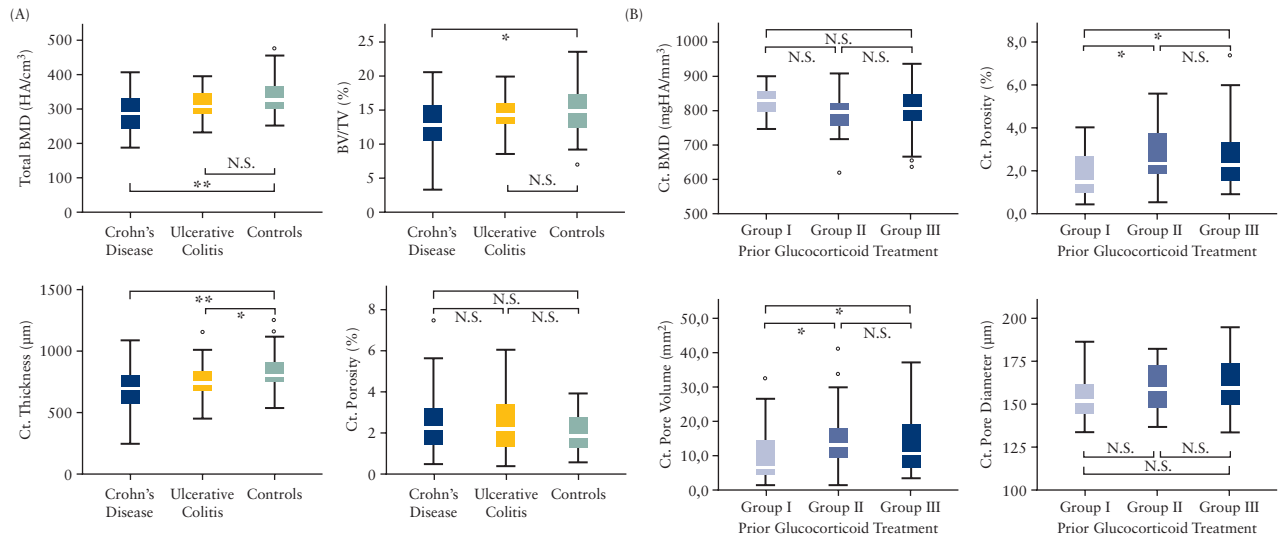 (A)
Total BMD (HA/cm³)
500
400
300
200
100
0
N.S.
**
Crohn's
Disease
Ulcerative
Colitis
Controls
BV/TV (%)
25
20
15
10
5
0
*
N.S.
Crohn's
Disease
Ulcerative
Colitis
Controls
Ct. Thickness (μm)
1500
1000
500
0
**
*
Crohn's
Disease
Ulcerative
Colitis
Controls
Ct. Porosity (%)
8
6
4
2
0
N.S.
N.S.
N.S.
Crohn's
Disease
Ulcerative
Colitis
Controls
(B)
Ct. BMD (mgHA/mm³)
1000
900
800
700
600
500
N.S.
N.S.
N.S.
Group I
Group II
Group III
Prior Glucocorticoid Treatment
Ct. Porosity (%)
8,0
6,0
4,0
2,0
0,0
*
*
N.S.
Group I
Group II
Group III
Prior Glucocorticoid Treatment
Ct. Pore Volume (mm²)
50,0
40,0
30,0
20,0
10,0
0,0
*
*
N.S.
Group I
Group II
Group III
Prior Glucocorticoid Treatment
Ct. Pore Diameter (μm)
200
175
150
125
100
N.S.
N.S.
N.S.
Group I
Group II
Group III
Prior Glucocorticoid Treatment